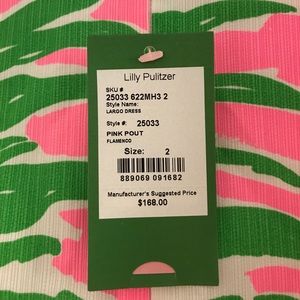 Lilly Pulitzer
SKU #
25033 622MH3 2
Style Name:
LARGO DRESS
Style #: 25033
PINK POUT
FLAMENCO
Size: 2
889069 091682
Manufacturer's Suggested Price
$168.00